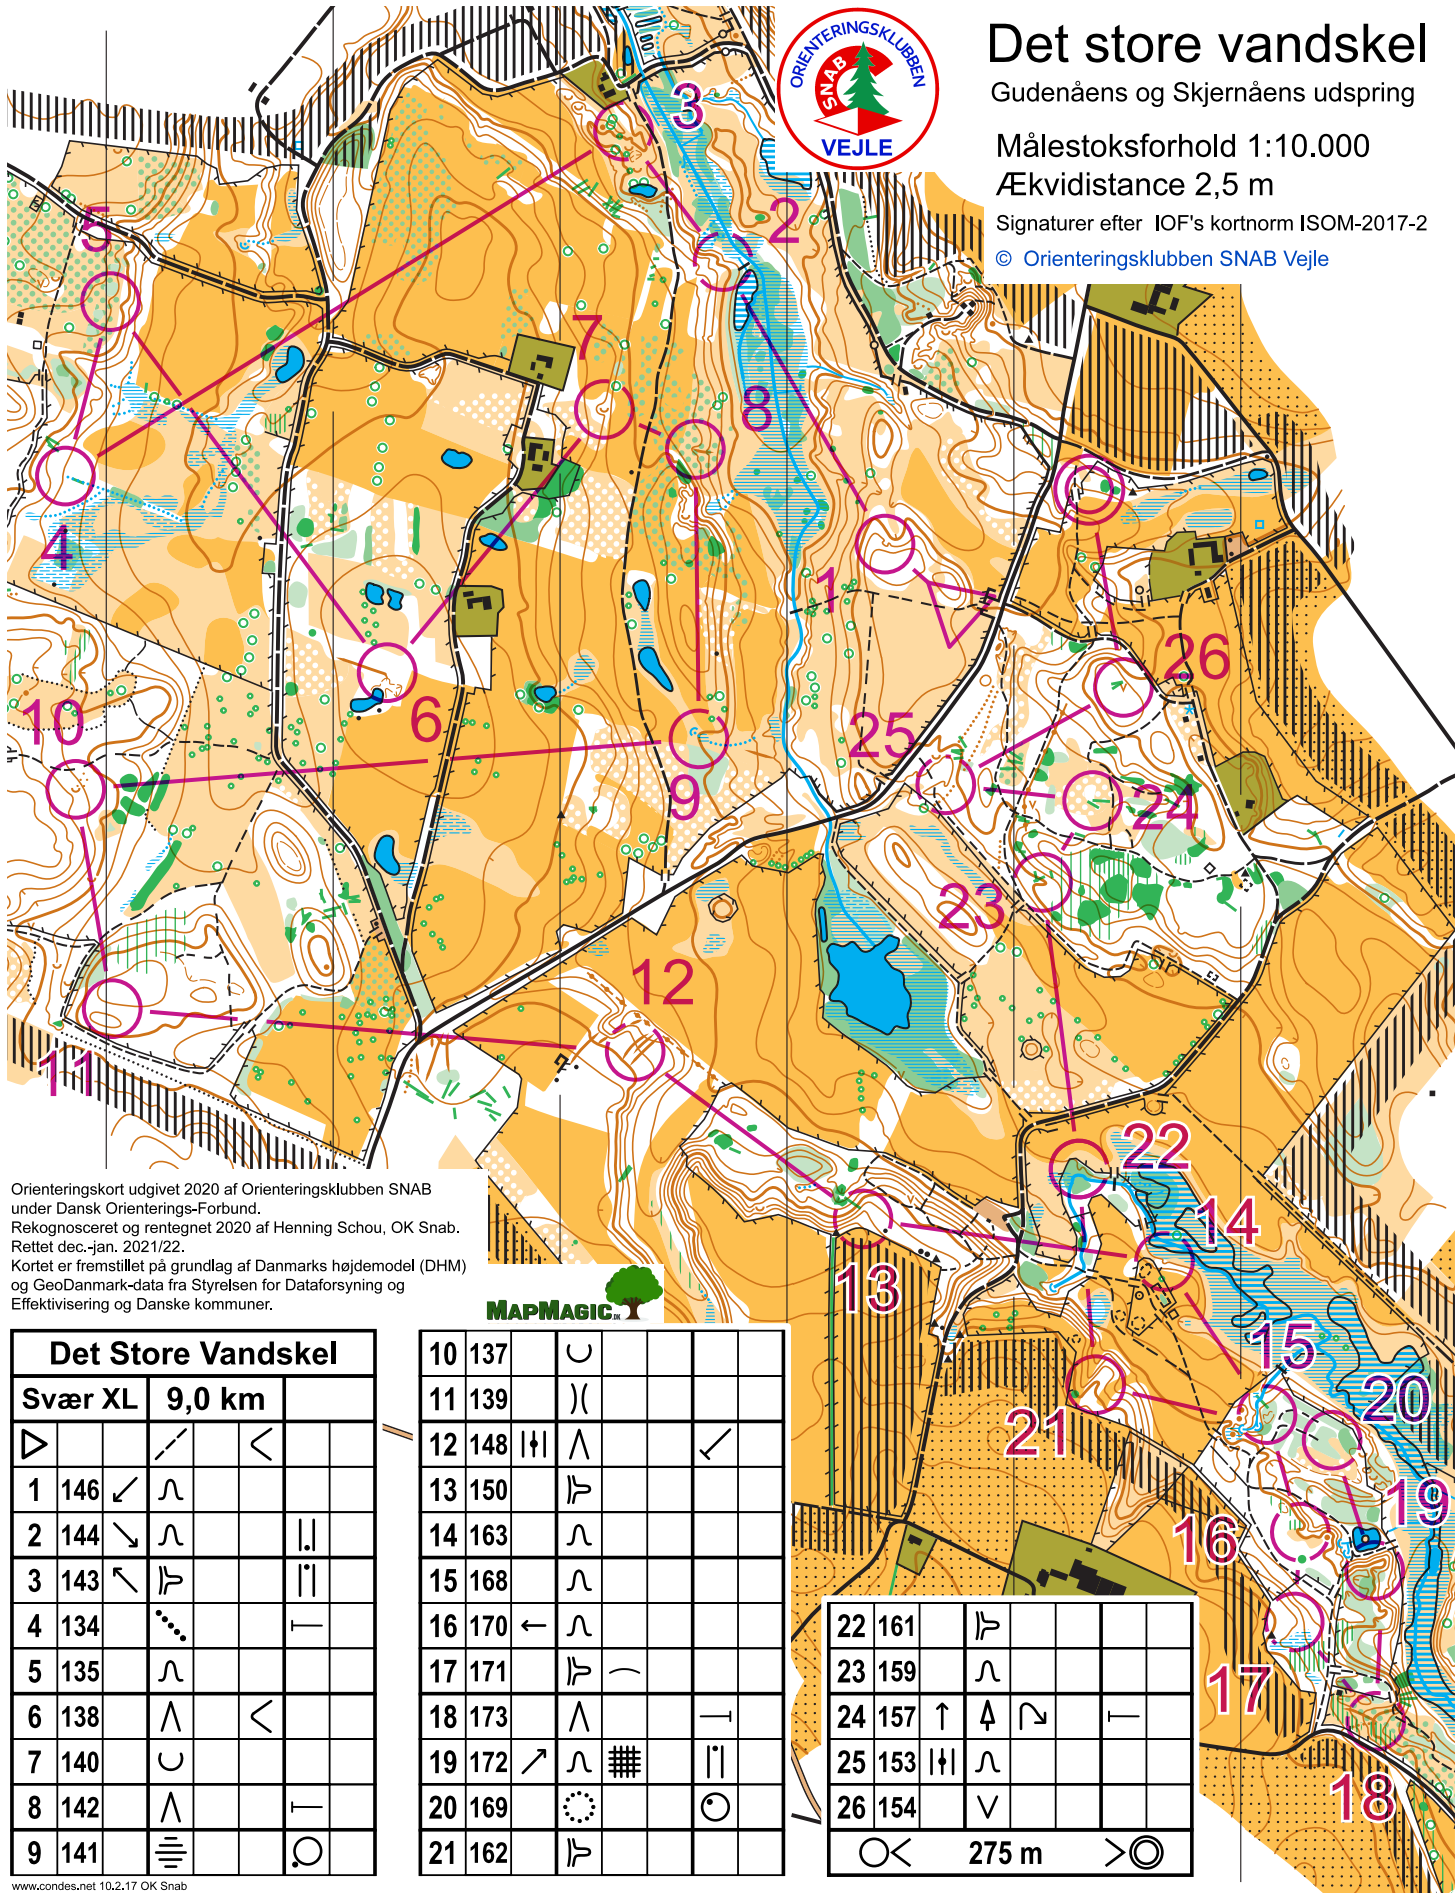 ORIENTERINGSKLUBBEN
SNAB
VEJLE
Det store vandskel
Gudenåens og Skjernåens udspring
Målestoksforhold 1:10.000
Ækvidistance 2,5 m
Signaturer efter IOF's kortnorm ISOM-2017-2
© Orienteringsklubben SNAB Vejle
3
2
5
7
8
4
1
26
10
6
25
9
24
23
12
11
22
14
13
15
20
21
19
16
17
18
Orienteringskort udgivet 2020 af Orienteringsklubben SNAB
under Dansk Orienterings-Forbund.
Rekognosceret og rentegnet 2020 af Henning Schou, OK Snab.
Rettet dec.-jan. 2021/22.
Kortet er fremstillet på grundlag af Danmarks højdemodel (DHM)
og GeoDanmark-data fra Styrelsen for Dataforsyning og
Effektivisering og Danske kommuner.
MAPMAGIC.DK
Det Store Vandskel
Svær XL 9,0 km
1 146
2 144
3 143
4 134
5 135
6 138
7 140
8 142
9 141
10 137
11 139
12 148
13 150
14 163
15 168
16 170
17 171
18 173
19 172
20 169
21 162
22 161
23 159
24 157
25 153
26 154
275 m
www.condes.net 10.2.17 OK Snab